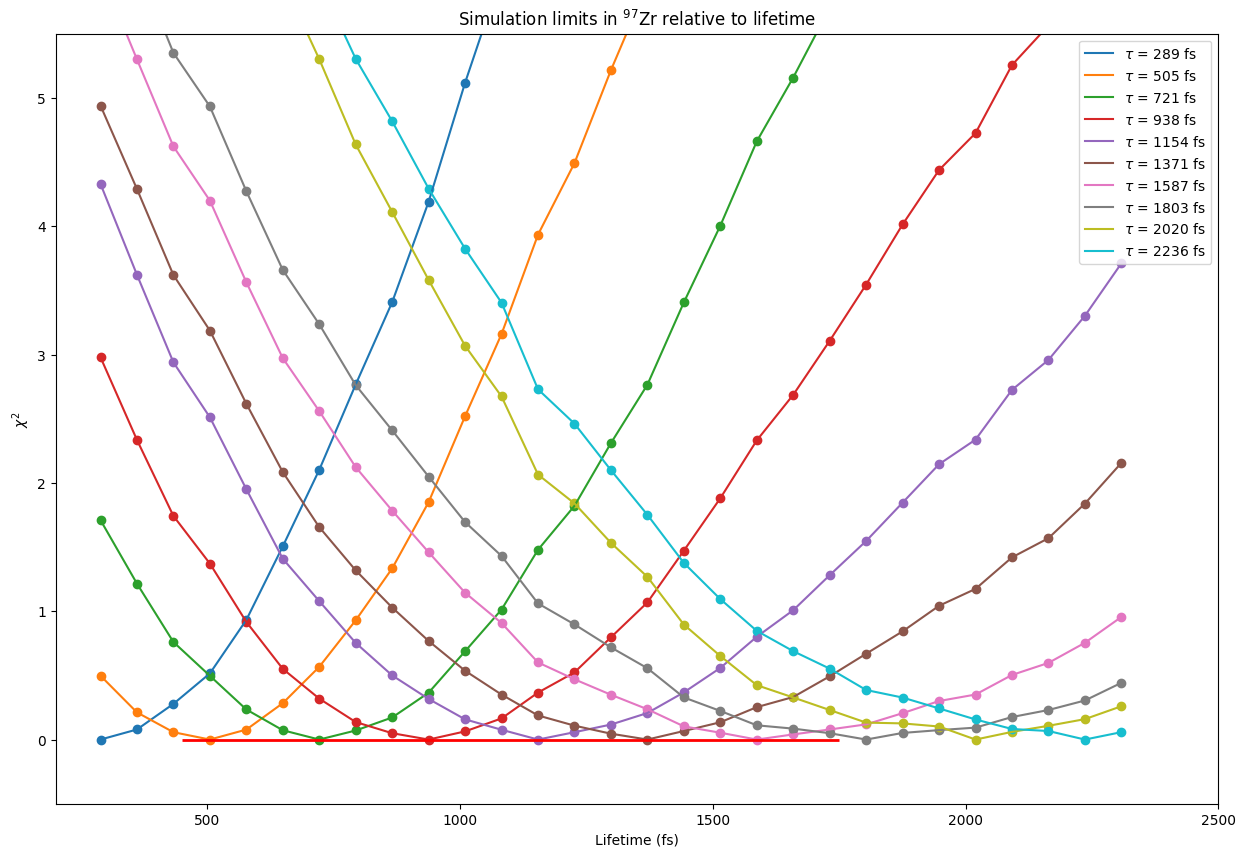 Simulation limits in ⁹⁷Zr relative to lifetime
τ = 289 fs
τ = 505 fs
τ = 721 fs
τ = 938 fs
τ = 1154 fs
τ = 1371 fs
τ = 1587 fs
τ = 1803 fs
τ = 2020 fs
τ = 2236 fs
χ²
5
4
3
2
1
0
500
1000
1500
2000
2500
Lifetime (fs)